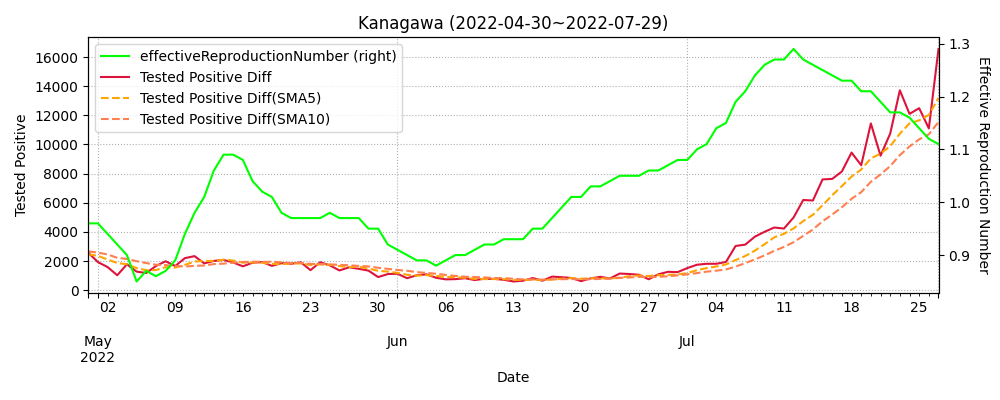 Kanagawa (2022-04-30~2022-07-29)
effectiveReproductionNumber (right)
Tested Positive Diff
Tested Positive Diff(SMA5)
Tested Positive Diff(SMA10)
Tested Positive
16000
14000
12000
10000
8000
6000
4000
2000
0
1.3
1.2
1.1
1.0
0.9
Effective Reproduction Number
02 09 16 23 30 06 13 20 27 04 11 18 25
May Jun Jul
2022
Date